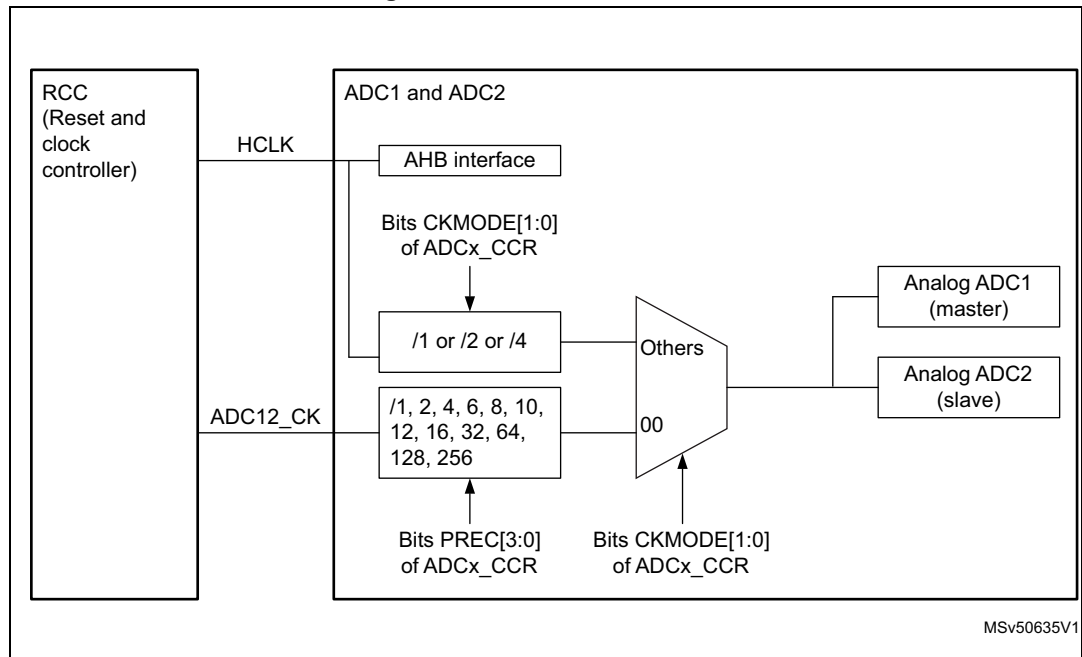 RCC
(Reset and
clock
controller)
HCLK
ADC12_CK
ADC1 and ADC2
AHB interface
Bits CKMODE[1:0]
of ADCx_CCR
/1 or /2 or /4
/1, 2, 4, 6, 8, 10,
12, 16, 32, 64,
128, 256
Bits PREC[3:0]
of ADCx_CCR
Others
00
Bits CKMODE[1:0]
of ADCx_CCR
Analog ADC1
(master)
Analog ADC2
(slave)
MSv50635V1